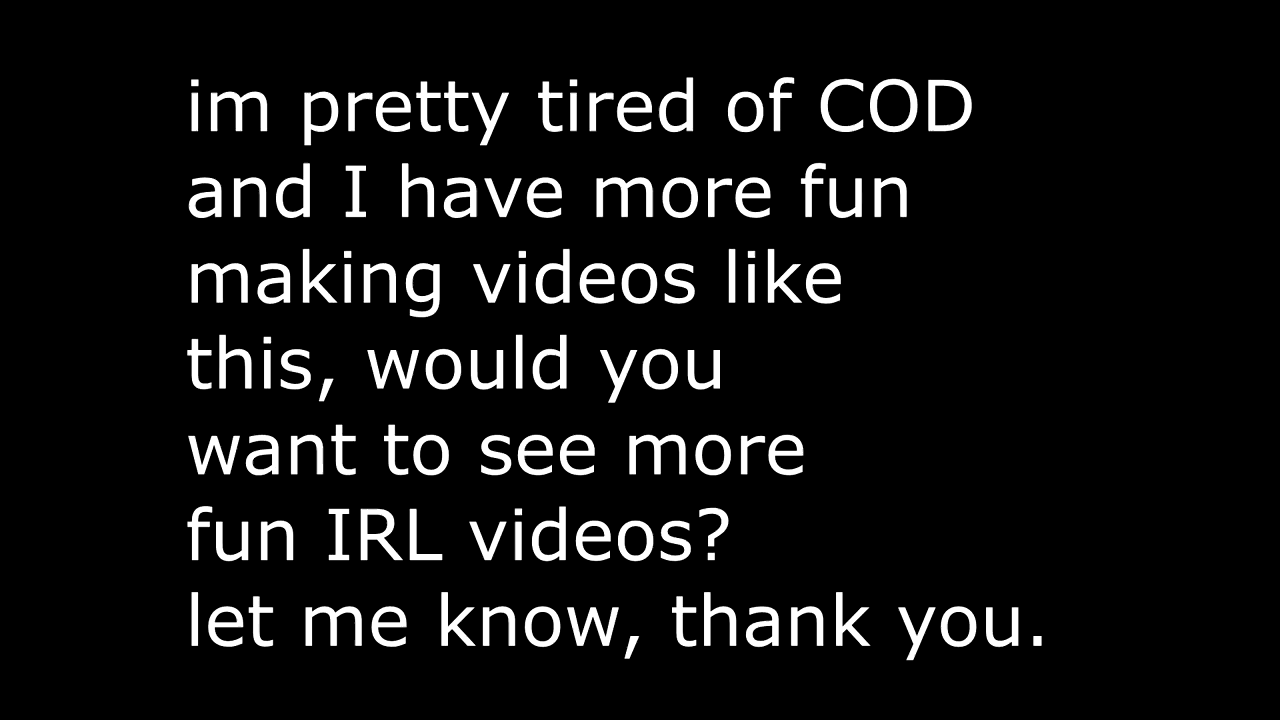 im pretty tired of COD
and I have more fun
making videos like
this, would you
want to see more
fun IRL videos?
let me know, thank you.